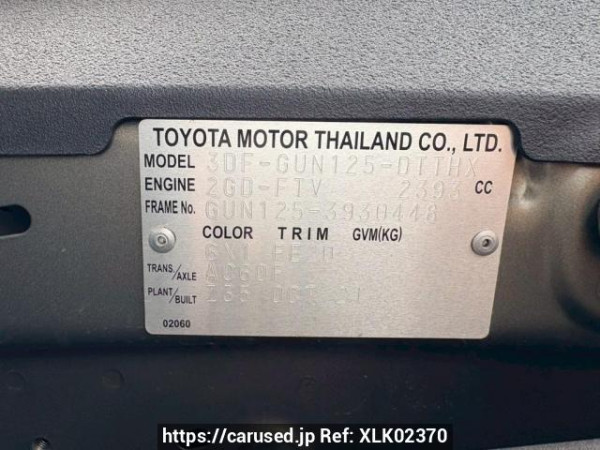 TOYOTA MOTOR THAILAND CO., LTD.
MODEL 3DF-GUN125-DTTHX
ENGINE 2GD-FTV 2393 CC
FRAME No. GUN125-3930448
COLOR TRIM GVM(KG)
TRANS/AXLE
PLANT/BUILT
02060
https://carused.jp Ref: XLK02370